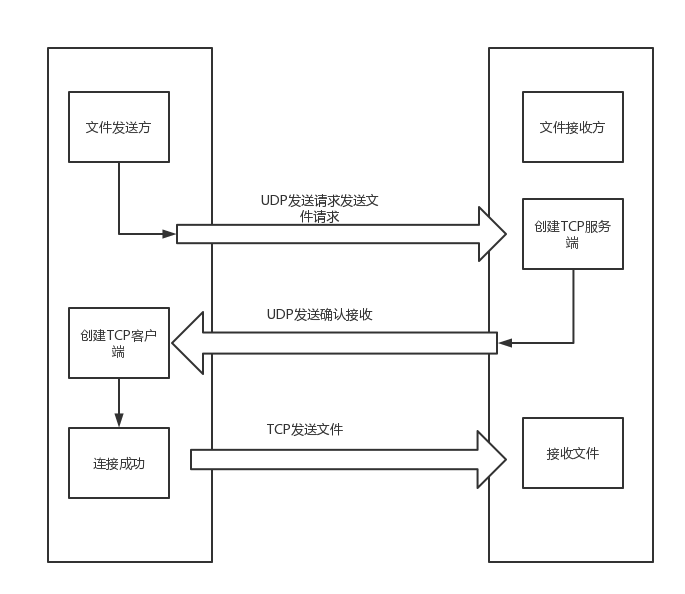 文件发送方
文件接收方
UDP发送请求发送文
件请求
创建TCP服务
端
UDP发送确认接收
创建TCP客户
端
TCP发送文件
连接成功
接收文件